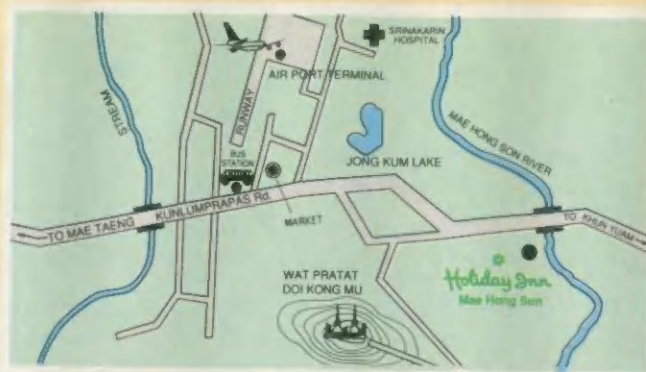 SRINAKARIN
HOSPITAL
AIR PORT TERMINAL
STREAM
RUNWAY
MAE HONG SON RIVER
BUS
STATION
JONG KUM LAKE
KUNLUMPRAPAS Rd.
MARKET
TO MAE TAENG
TO KHUN YUAM
WAT PRATAT
DOI KONG MU
Holiday Inn
Mae Hong Son